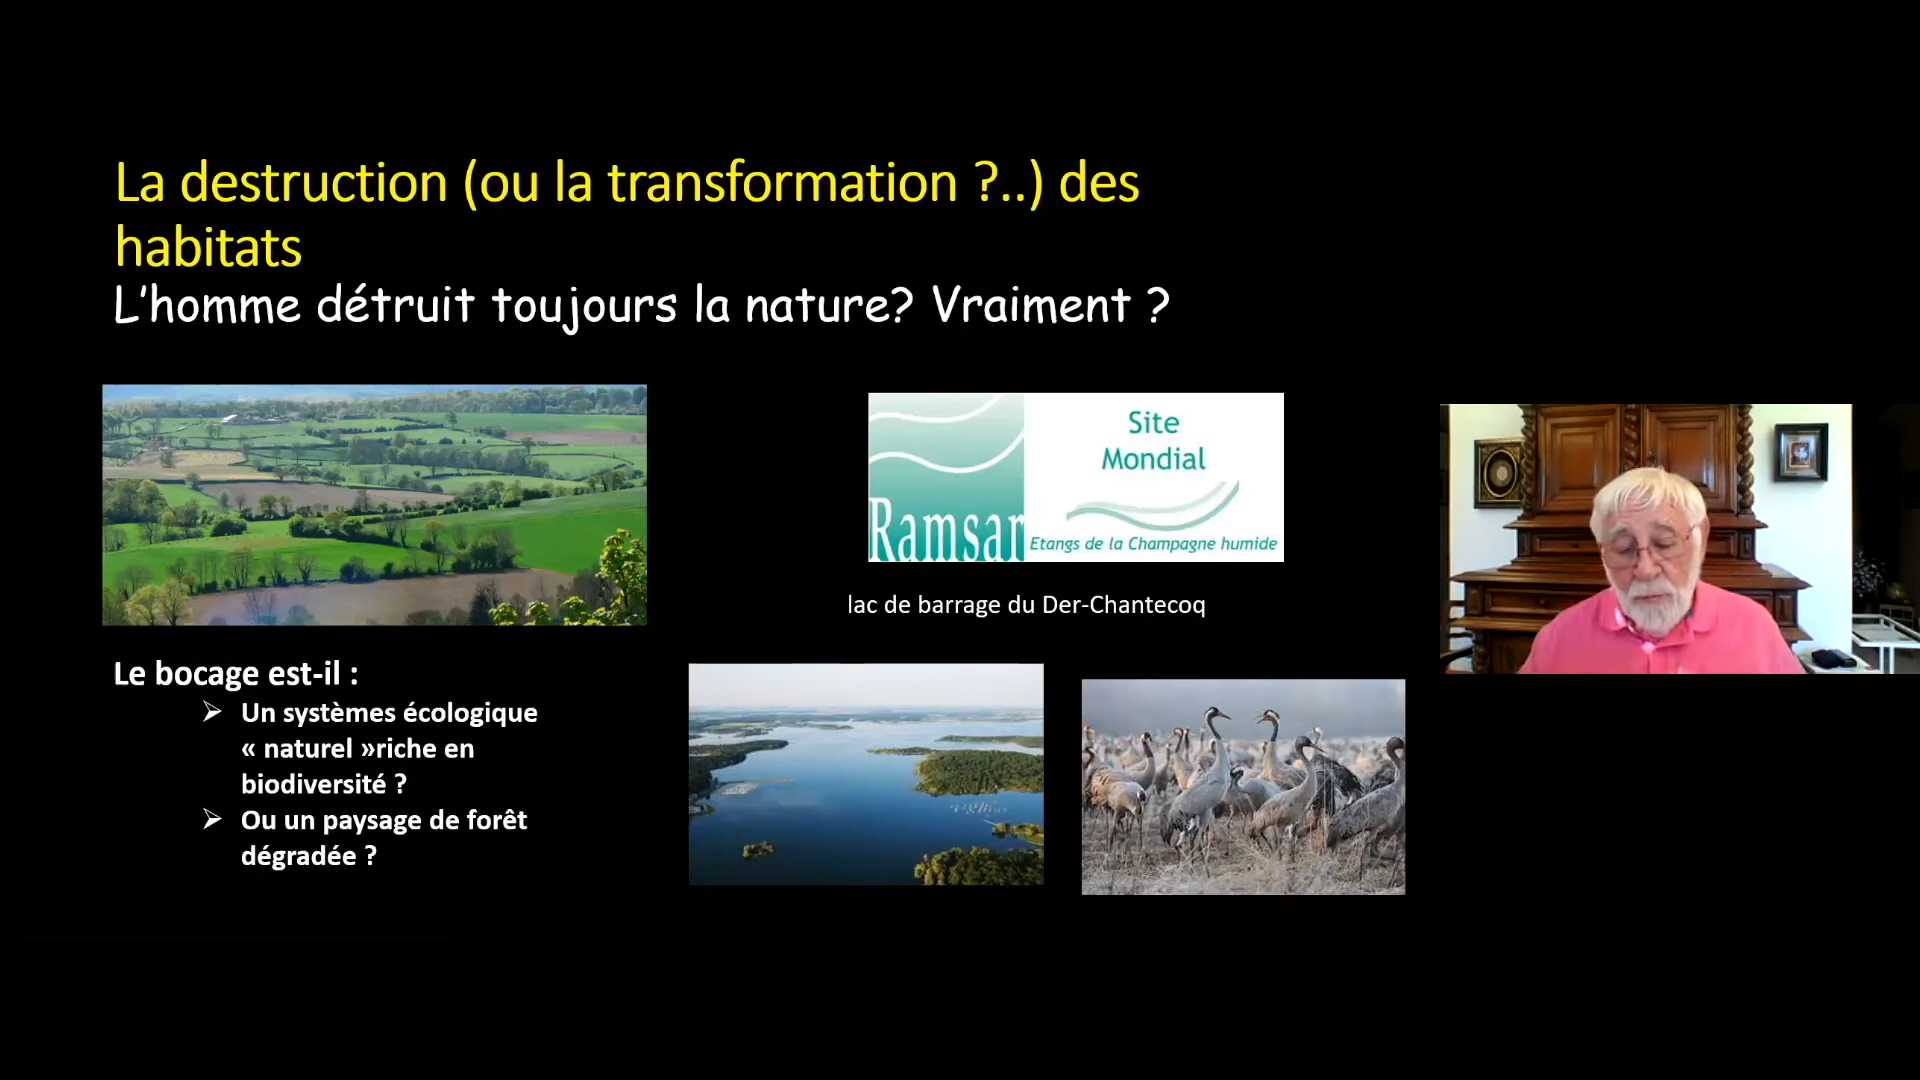 La destruction (ou la transformation ?..) des
habitats
L'homme détruit toujours la nature? Vraiment ?
Site
Mondial
Ramsar
Etangs de la Champagne humide
lac de barrage du Der-Chantecoq
Le bocage est-il :
➢ Un systèmes écologique
« naturel »riche en
biodiversité ?
➢ Ou un paysage de forêt
dégradée ?